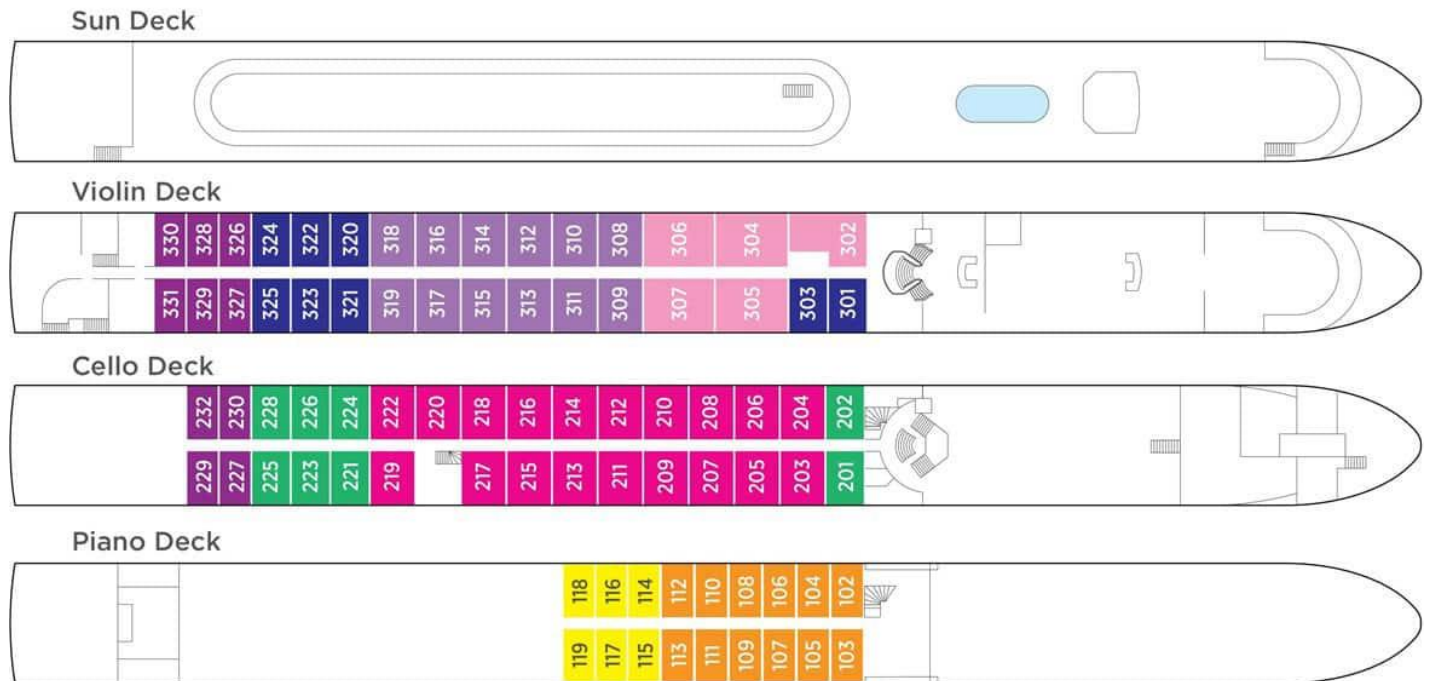 Sun Deck
Violin Deck
330 328 326 324 322 320 318 316 314 312 310 308 306 304 302
331 329 327 325 323 321 319 317 315 313 311 309 307 305 303 301
Cello Deck
232 230 228 226 224 222 220 218 216 214 212 210 208 206 204 202
229 227 225 223 221 219 217 215 213 211 209 207 205 203 201
Piano Deck
118 116 114 112 110 108 106 104 102
119 117 115 113 111 109 107 105 103